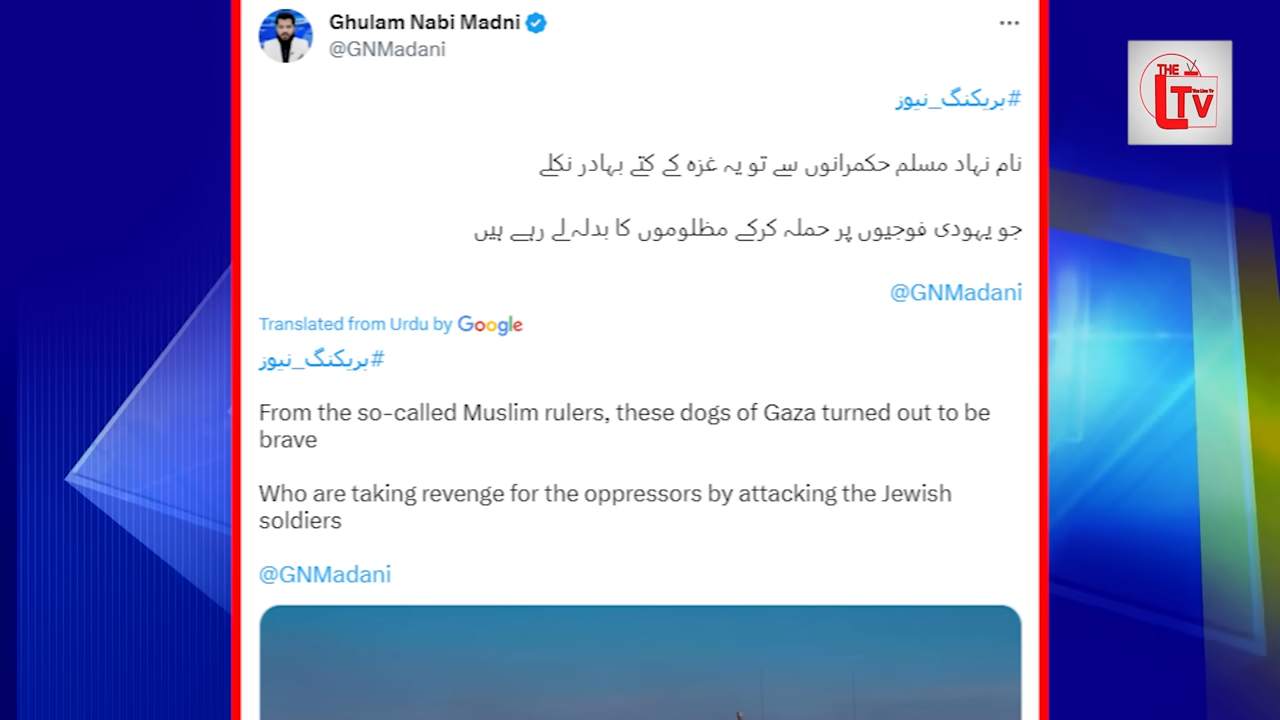 Ghulam Nabi Madni
@GNMadani
#بریکنگ_نیوز
نام نہاد مسلم حکمرانوں سے تو یہ غزہ کے کتے بہادر نکلے
جو یہودی فوجیوں پر حملہ کرکے مظلوموں کا بدلہ لے رہے ہیں
@GNMadani
Translated from Urdu by Google
#بریکنگ_نیوز
From the so-called Muslim rulers, these dogs of Gaza turned out to be
brave
Who are taking revenge for the oppressors by attacking the Jewish
soldiers
@GNMadani
THE
The Live Tv
LTV